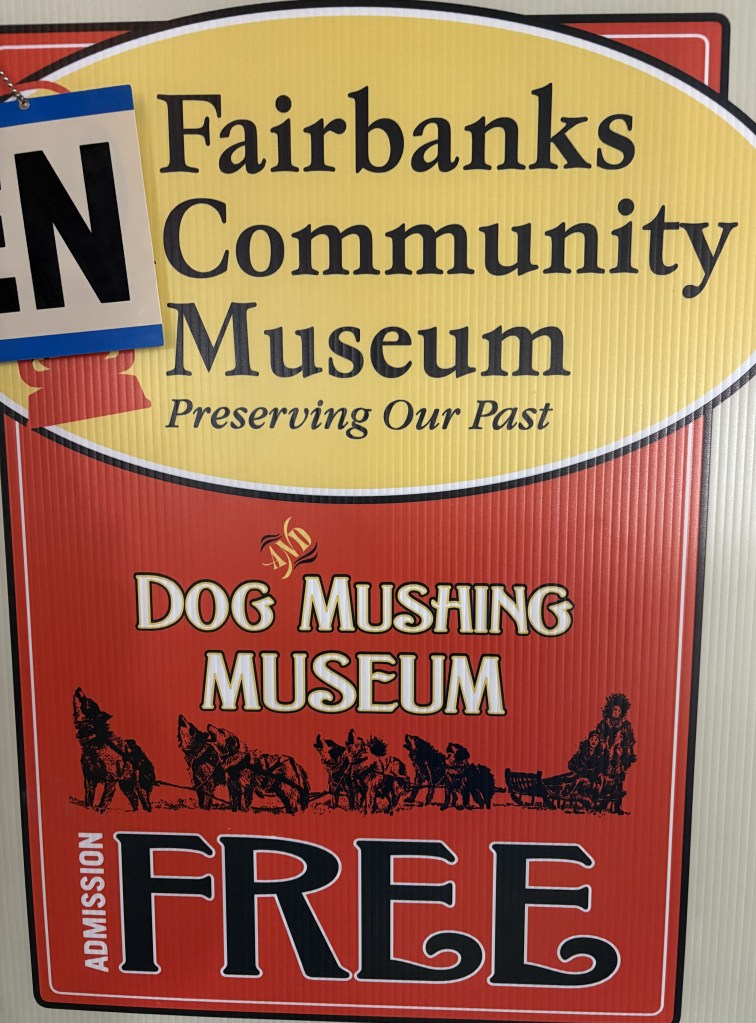 EN
Fairbanks
Community
Museum
Preserving Our Past
AND
DOG MUSHING
MUSEUM
ADMISSION
FREE